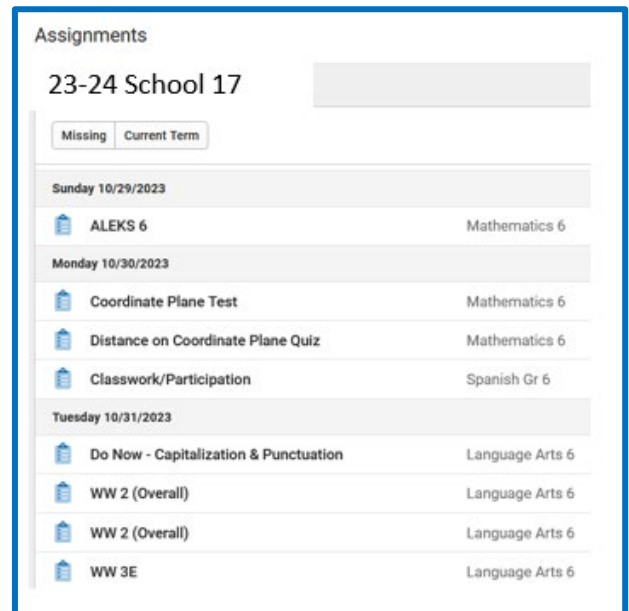 Assignments
23-24 School 17
Missing Current Term
Sunday 10/29/2023
ALEKS 6 Mathematics 6
Monday 10/30/2023
Coordinate Plane Test Mathematics 6
Distance on Coordinate Plane Quiz Mathematics 6
Classwork/Participation Spanish Gr 6
Tuesday 10/31/2023
Do Now - Capitalization & Punctuation Language Arts 6
WW 2 (Overall) Language Arts 6
WW 2 (Overall) Language Arts 6
WW 3E Language Arts 6